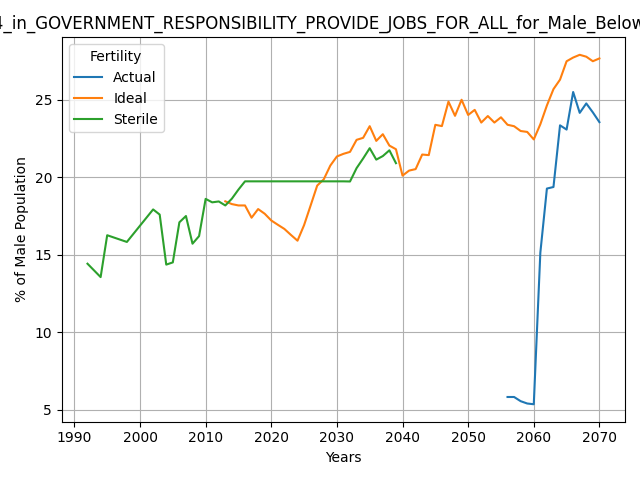 _in_GOVERNMENT_RESPONSIBILITY_PROVIDE_JOBS_FOR_ALL_for_Male_Below
Fertility
Actual
Ideal
Sterile
% of Male Population
25
20
15
10
5
1990 2000 2010 2020 2030 2040 2050 2060 2070
Years